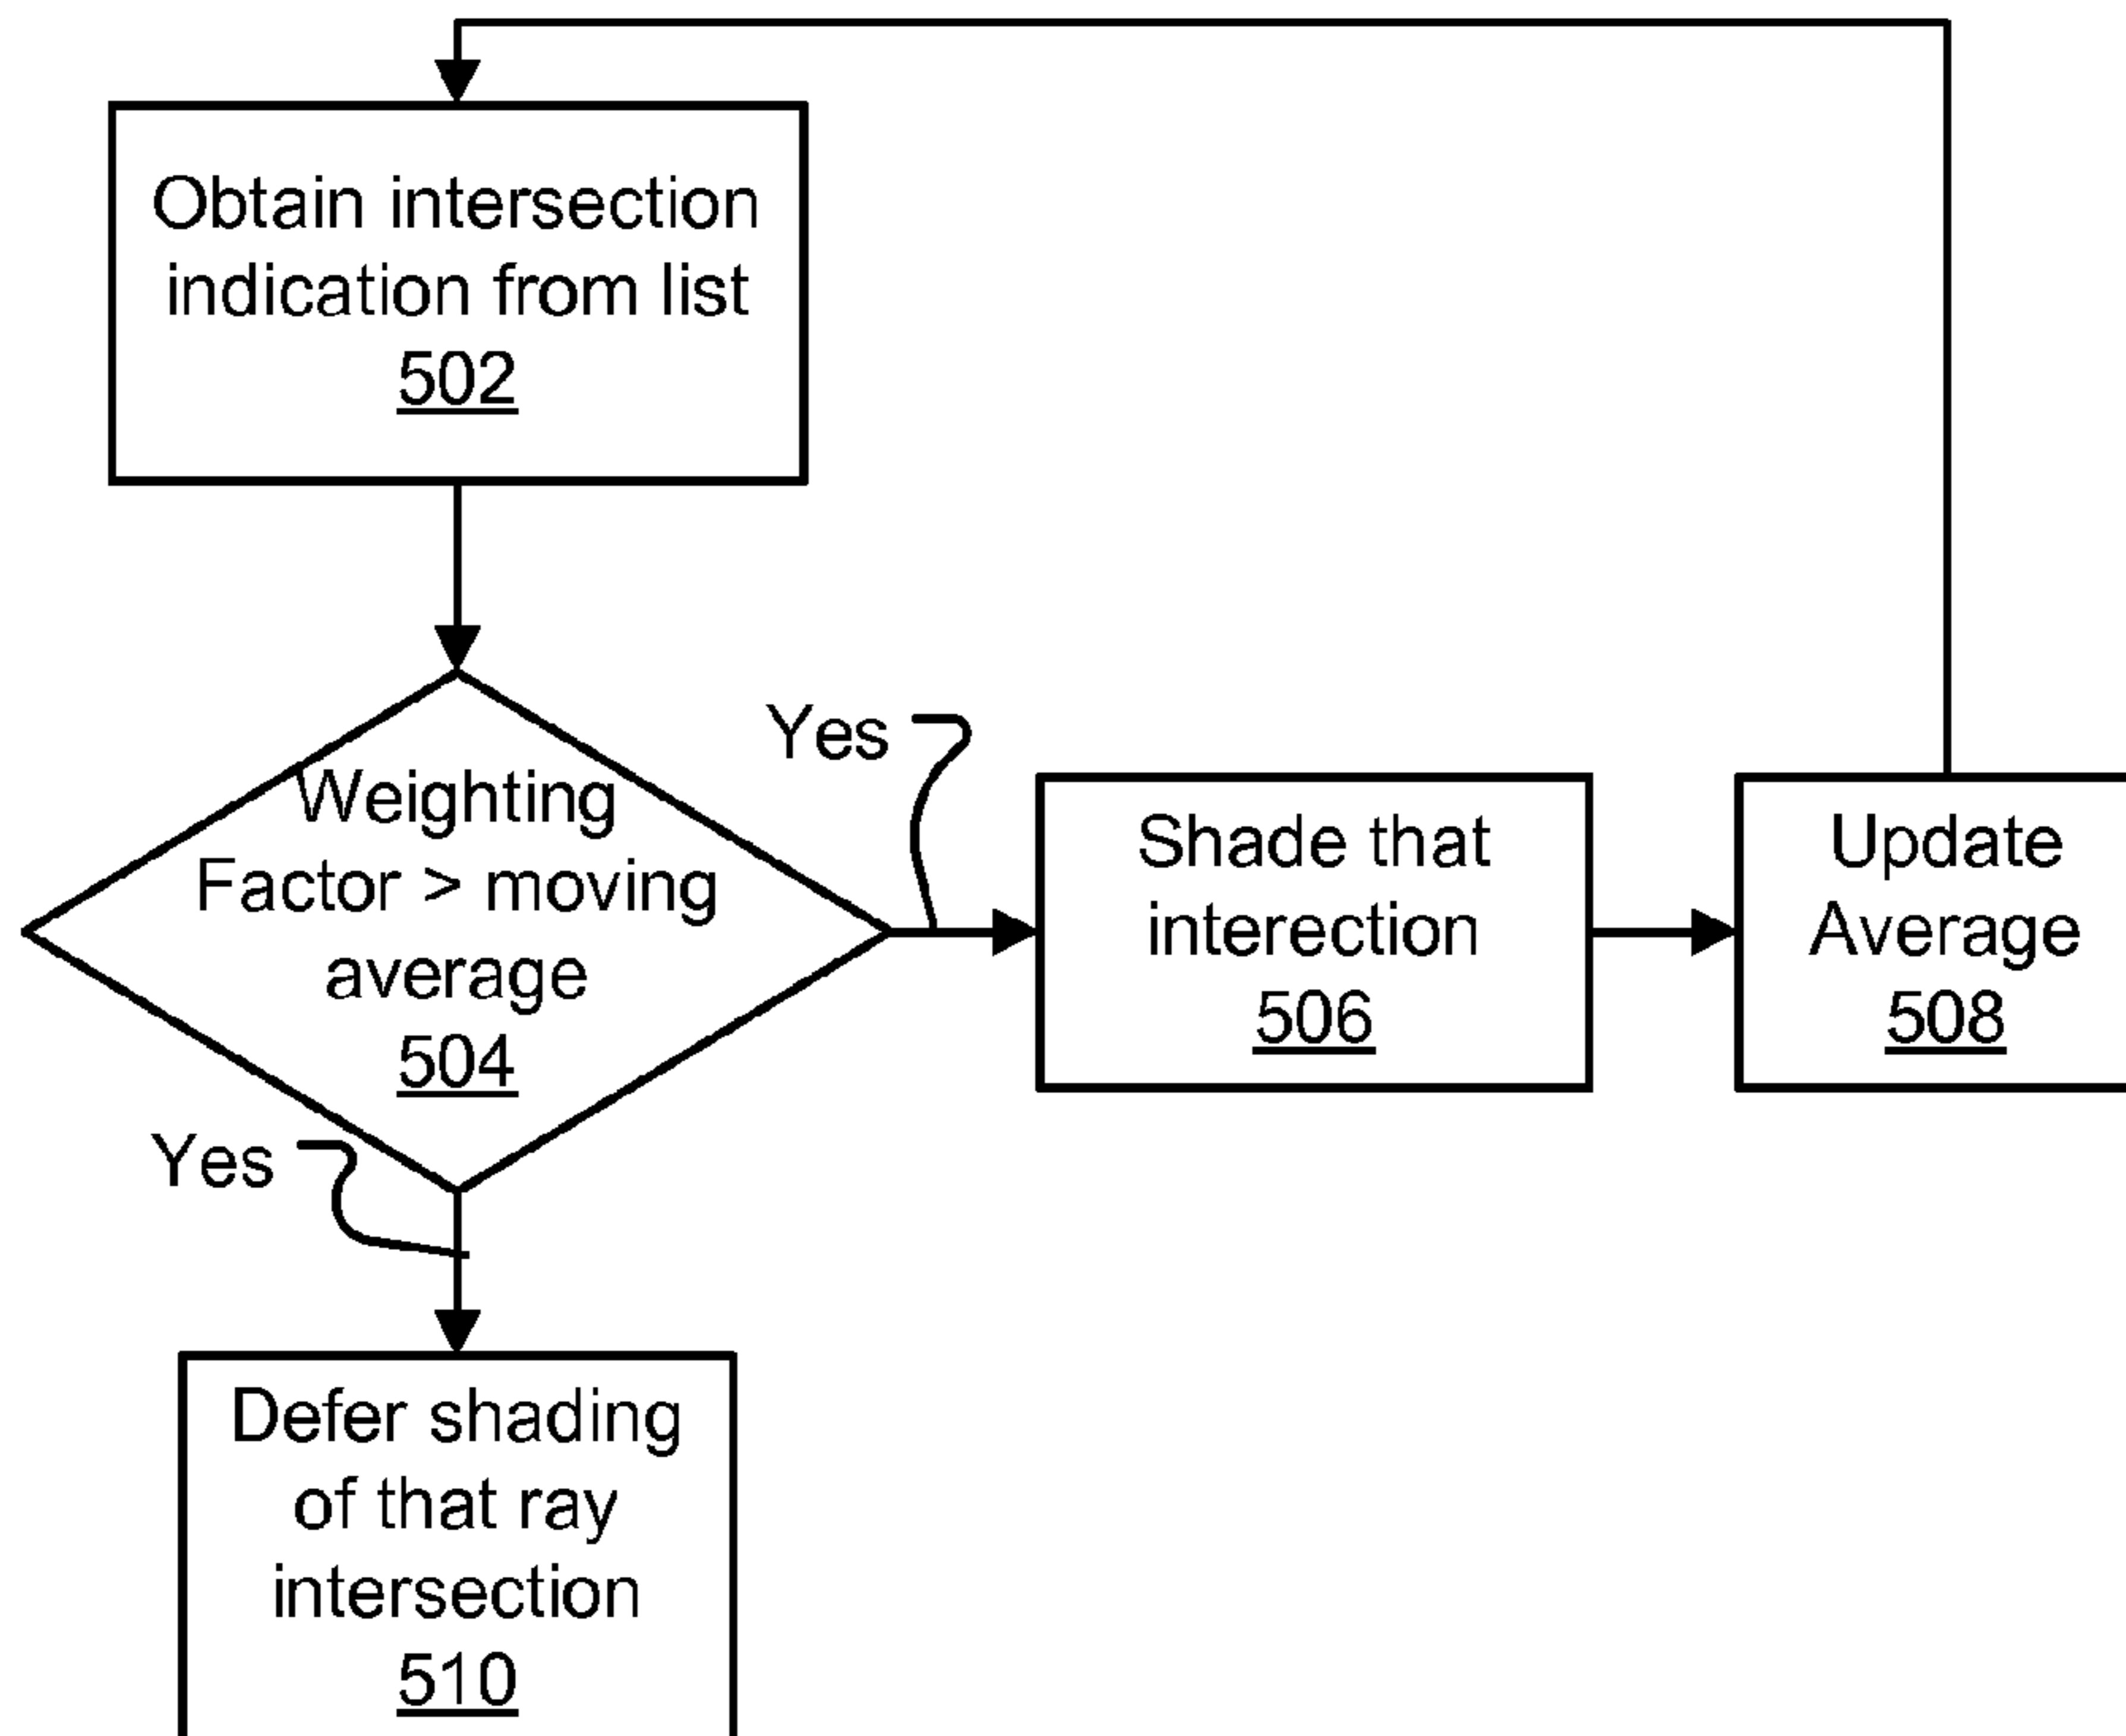 Obtain intersection
indication from list
502
Weighting
Factor > moving
average
504
Yes
Shade that
interection
506
Update
Average
508
Yes
Defer shading
of that ray
intersection
510